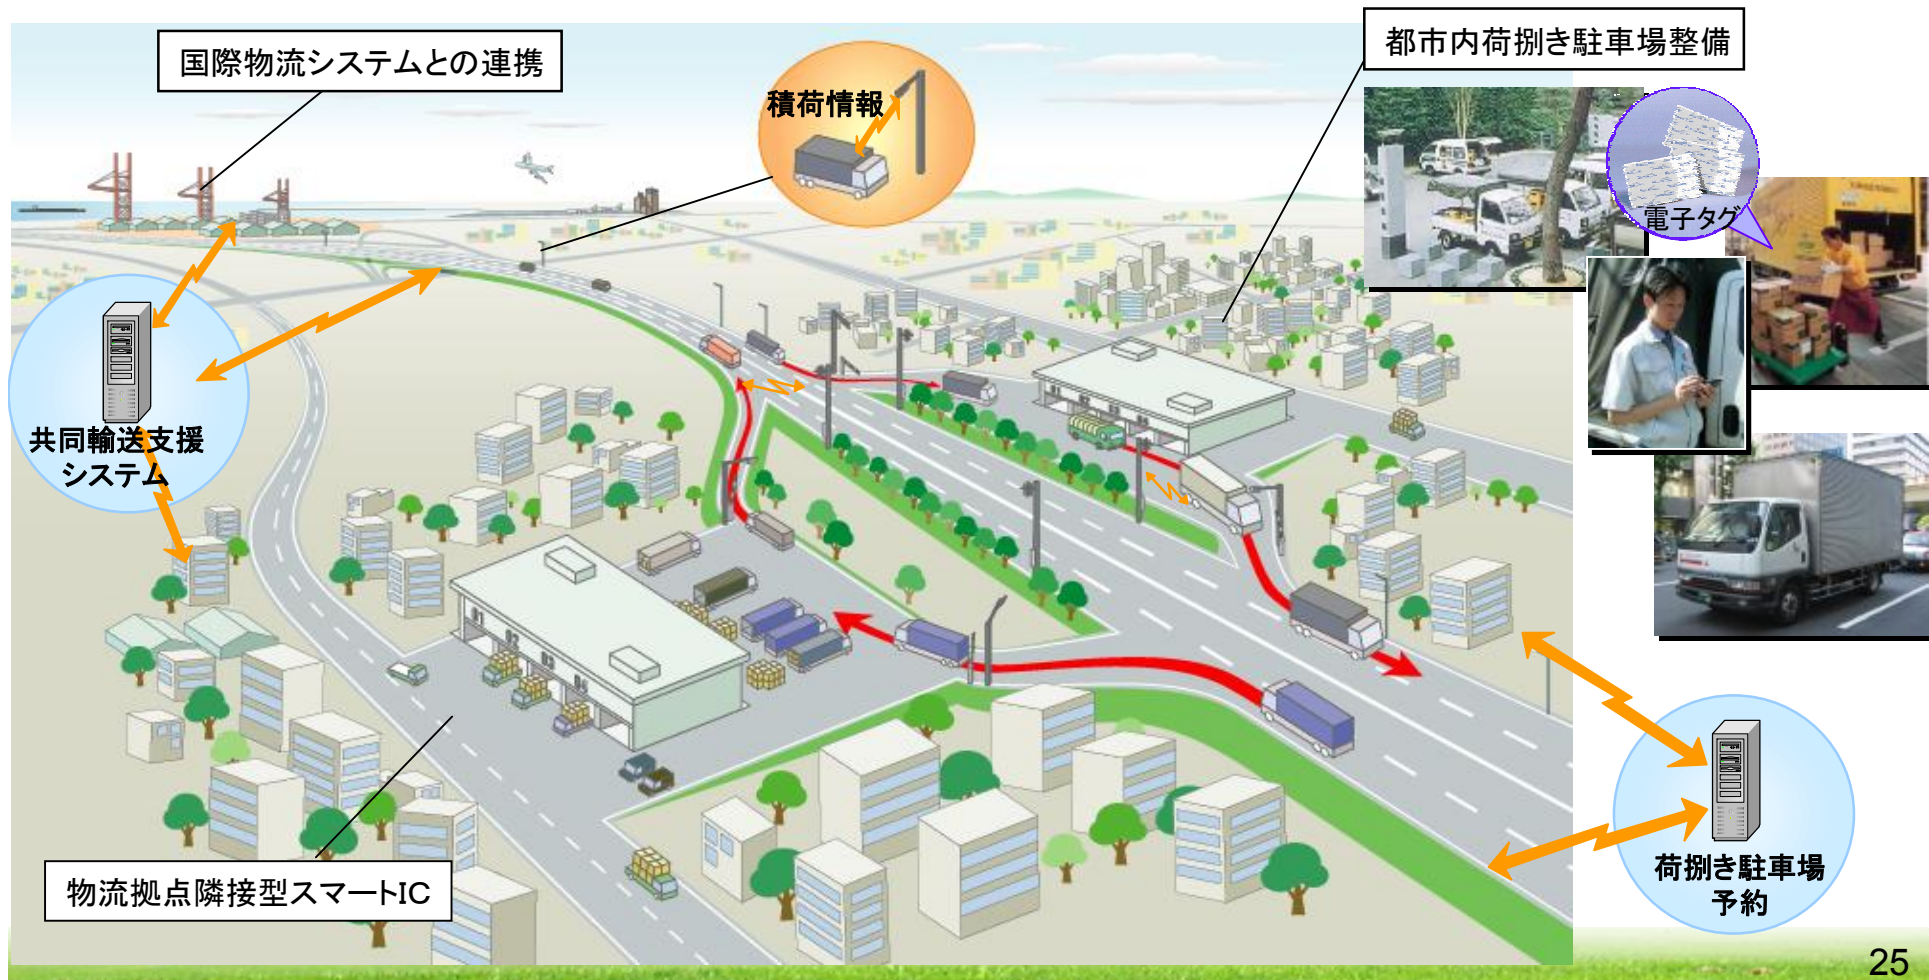 国際物流システムとの連携
積荷情報
都市内荷捌き駐車場整備
電子タグ
共同輸送支援
システム
物流拠点隣接型スマートIC
荷捌き駐車場
予約
25